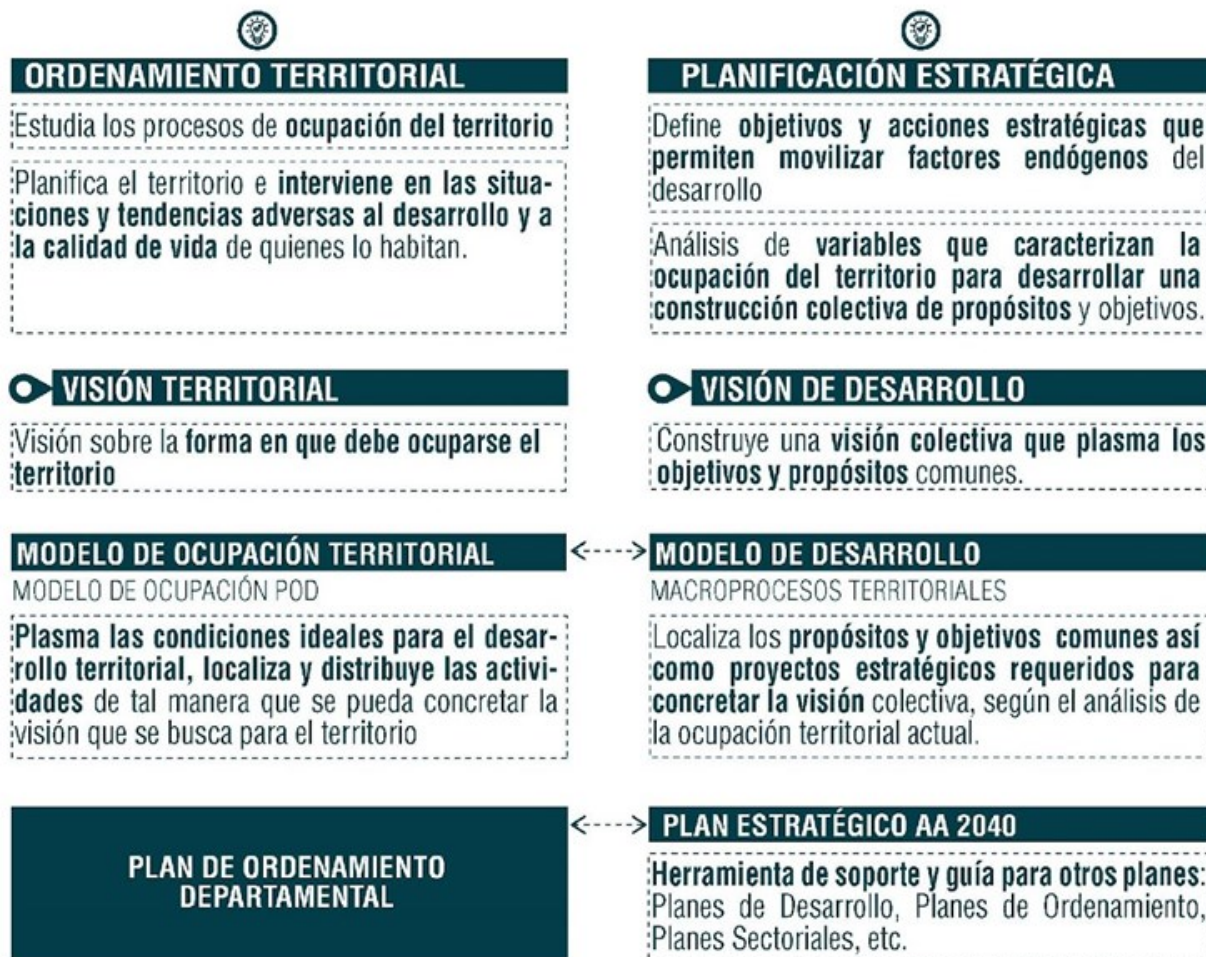 ORDENAMIENTO TERRITORIAL
Estudia los procesos de ocupación del territorio
Planifica el territorio e interviene en las situa-
ciones y tendencias adversas al desarrollo y a
la calidad de vida de quienes lo habitan.
VISIÓN TERRITORIAL
Visión sobre la forma en que debe ocuparse el
territorio
MODELO DE OCUPACIÓN TERRITORIAL
MODELO DE OCUPACIÓN POD
Plasma las condiciones ideales para el desar-
rollo territorial, localiza y distribuye las activi-
dades de tal manera que se pueda concretar la
visión que se busca para el territorio
PLAN DE ORDENAMIENTO
DEPARTAMENTAL
PLANIFICACIÓN ESTRATÉGICA
Define objetivos y acciones estratégicas que
permiten movilizar factores endógenos del
desarrollo
Análisis de variables que caracterizan la
ocupación del territorio para desarrollar una
construcción colectiva de propósitos y objetivos.
VISIÓN DE DESARROLLO
Construye una visión colectiva que plasma los
objetivos y propósitos comunes.
MODELO DE DESARROLLO
MACROPROCESOS TERRITORIALES
Localiza los propósitos y objetivos comunes así
como proyectos estratégicos requeridos para
concretar la visión colectiva, según el análisis de
la ocupación territorial actual.
PLAN ESTRATÉGICO AA 2040
Herramienta de soporte y guía para otros planes:
Planes de Desarrollo, Planes de Ordenamiento,
Planes Sectoriales, etc.